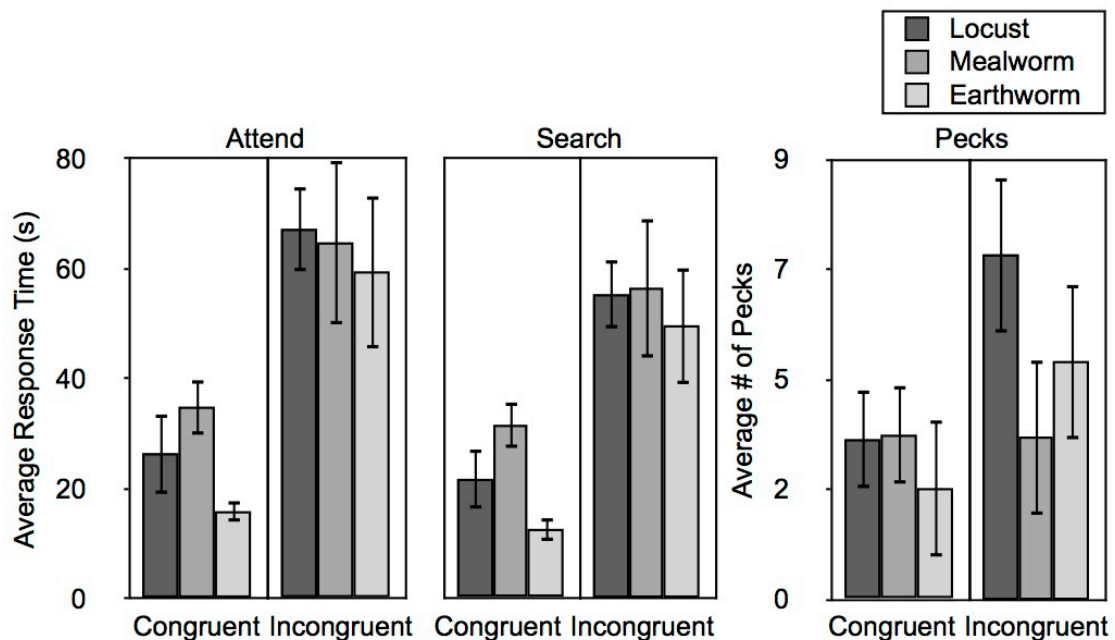 Locust
Mealworm
Earthworm
Attend
Search
Pecks
Average Response Time (s)
80
60
40
20
0
Average # of Pecks
9
7
5
2
0
Congruent Incongruent
Congruent Incongruent
Congruent Incongruent